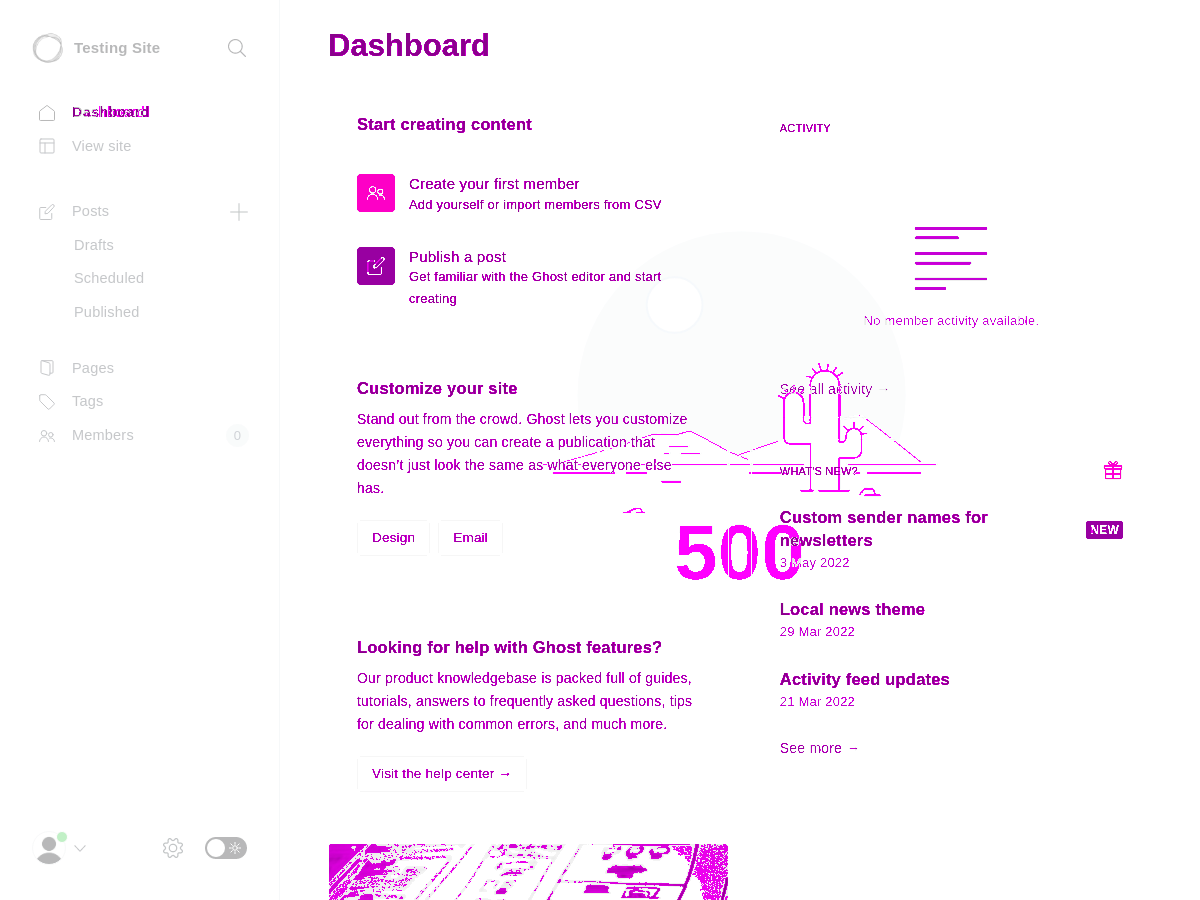 Testing Site
Dashboard
View site
Posts
Drafts
Scheduled
Published
Pages
Tags
Members
0
Dashboard
Start creating content
Create your first member
Add yourself or import members from CSV
Publish a post
Get familiar with the Ghost editor and start
creating
Customize your site
Stand out from the crowd. Ghost lets you customize
everything so you can create a publication that
doesn't just look the same as what everyone else
has.
Design
Email
500
Looking for help with Ghost features?
Our product knowledgebase is packed full of guides,
tutorials, answers to frequently asked questions, tips
for dealing with common errors, and much more.
Visit the help center →
ACTIVITY
No member activity available.
See all activity →
WHAT'S NEW?
Custom sender names for
newsletters
NEW
3 May 2022
Local news theme
29 Mar 2022
Activity feed updates
21 Mar 2022
See more →